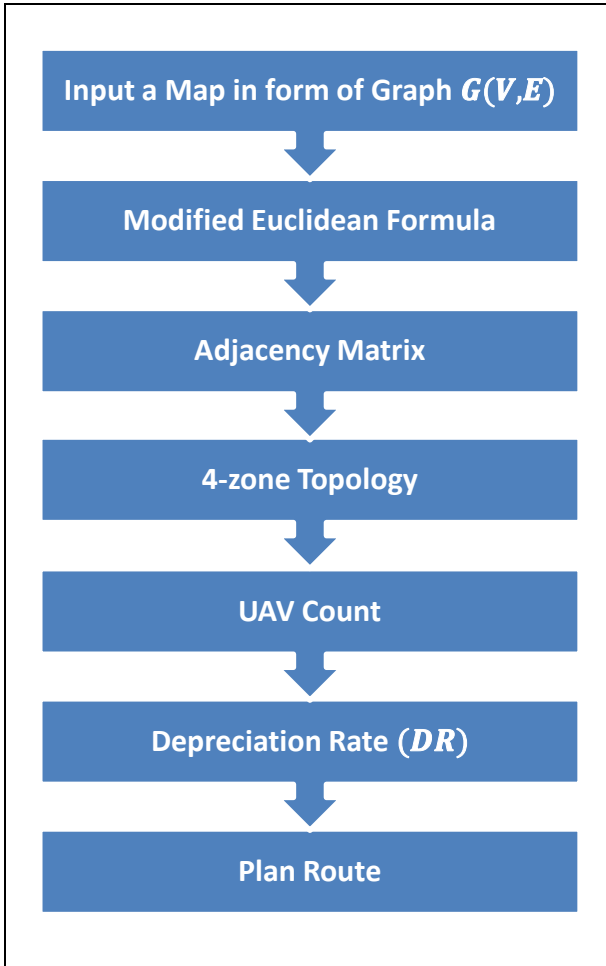 Input a Map in form of Graph G(V,E)
Modified Euclidean Formula
Adjacency Matrix
4-zone Topology
UAV Count
Depreciation Rate (DR)
Plan Route